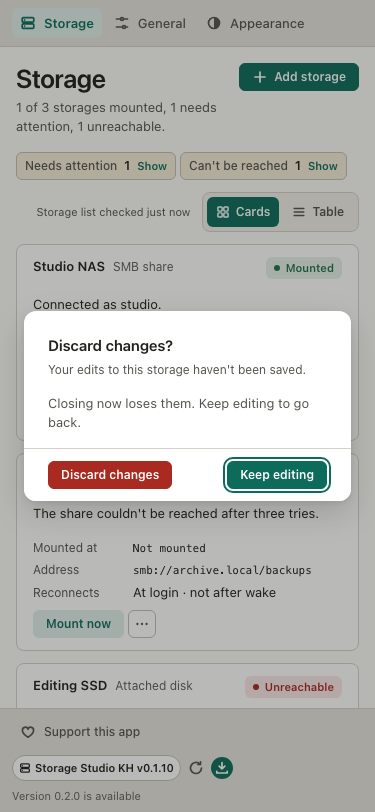 Storage General Appearance
Storage
Add storage
1 of 3 storages mounted, 1 needs
attention, 1 unreachable.
Needs attention 1 Show Can't be reached 1 Show
Storage list checked just now Cards Table
Studio NAS SMB share Mounted
Connected as studio.
Discard changes?
Your edits to this storage haven't been saved.
Closing now loses them. Keep editing to go
back.
Discard changes Keep editing
The share couldn't be reached after three tries.
Mounted at Not mounted
Address smb://archive.local/backups
Reconnects At login · not after wake
Mount now ...
Editing SSD Attached disk Unreachable
Support this app
Storage Studio KH v0.1.10
Version 0.2.0 is available